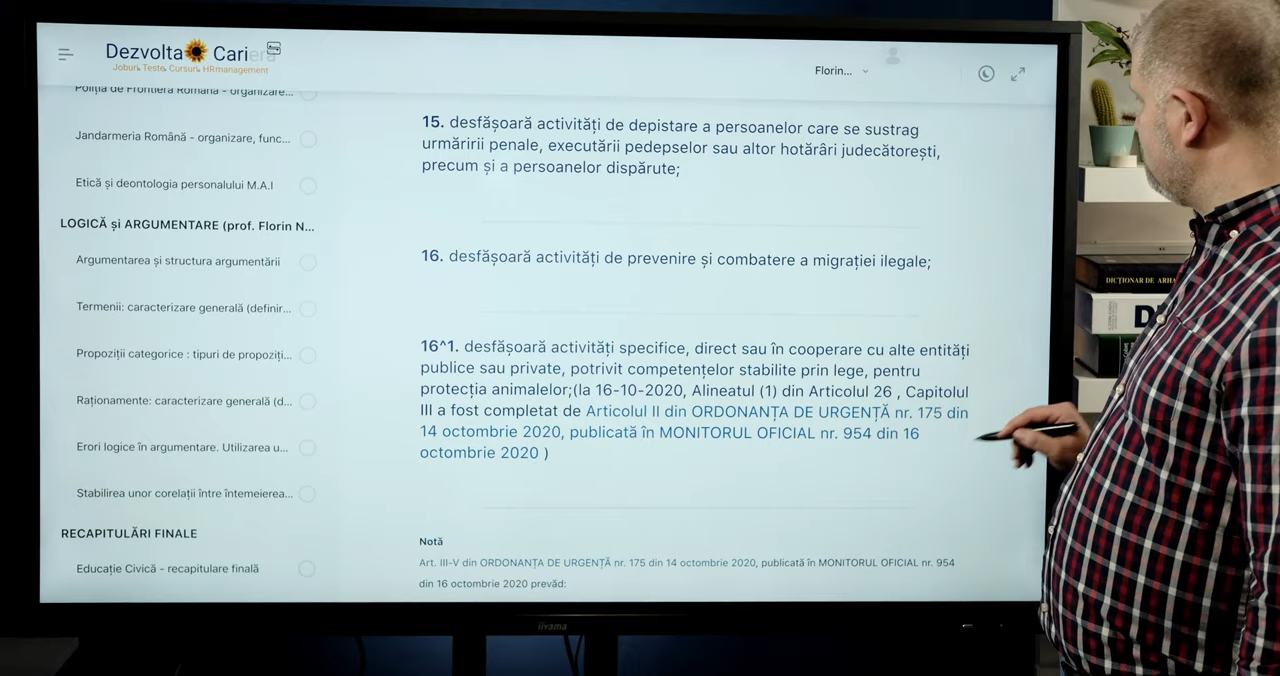 Dezvolta Cariera
Joburi, Teste, Cursuri, HRmanagement
Florin...
Poliția de Frontieră Română - organizare...
Jandarmeria Română - organizare, func...
Etică și deontologia personalului M.A.I
LOGICĂ și ARGUMENTARE (prof. Florin N...
Argumentarea și structura argumentării
Termenii: caracterizare generală (definir...
Propoziții categorice : tipuri de propoziți...
Raționamente: caracterizare generală (d...
Erori logice în argumentare. Utilizarea u...
Stabilirea unor corelații între întemeierea...
RECAPITULĂRI FINALE
Educație Civică - recapitulare finală
15. desfășoară activități de depistare a persoanelor care se sustrag
urmăririi penale, executării pedepselor sau altor hotărâri judecătorești,
precum și a persoanelor dispărute;
16. desfășoară activități de prevenire și combatere a migrației ilegale;
16^1. desfășoară activități specifice, direct sau în cooperare cu alte entități
publice sau private, potrivit competențelor stabilite prin lege, pentru
protecția animalelor;(la 16-10-2020, Alineatul (1) din Articolul 26 , Capitolul
III a fost completat de Articolul II din ORDONANȚA DE URGENȚĂ nr. 175 din
14 octombrie 2020, publicată în MONITORUL OFICIAL nr. 954 din 16
octombrie 2020 )
Notă
Art. III-V din ORDONANȚA DE URGENȚĂ nr. 175 din 14 octombrie 2020, publicată în MONITORUL OFICIAL nr. 954
din 16 octombrie 2020 prevăd:
iiyama
DICȚIONAR DE ARHA